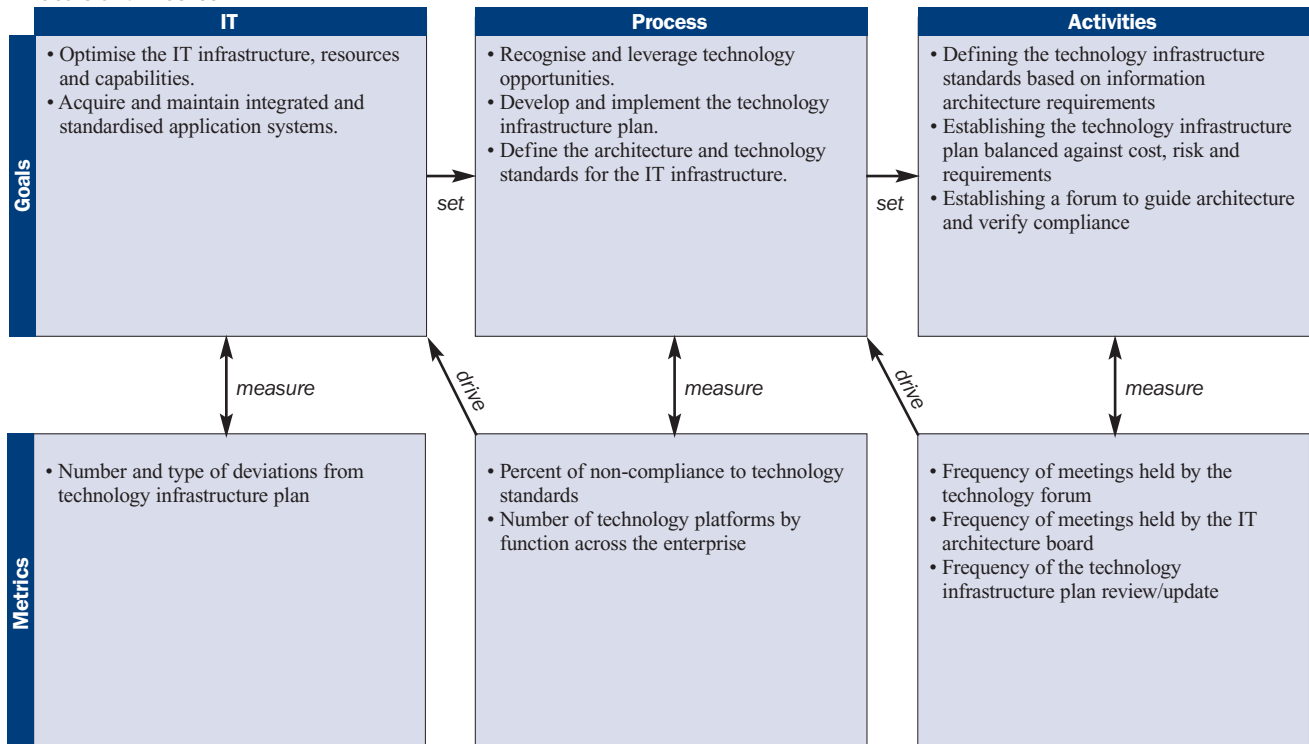 IT
Process
Activities
Goals
• Optimise the IT infrastructure, resources
and capabilities.
• Acquire and maintain integrated and
standardised application systems.
• Recognise and leverage technology
opportunities.
• Develop and implement the technology
infrastructure plan.
• Define the architecture and technology
standards for the IT infrastructure.
• Defining the technology infrastructure
standards based on information
architecture requirements
• Establishing the technology infrastructure
plan balanced against cost, risk and
requirements
• Establishing a forum to guide architecture
and verify compliance
set
set
measure
drive
measure
drive
measure
Metrics
• Number and type of deviations from
technology infrastructure plan
• Percent of non-compliance to technology
standards
• Number of technology platforms by
function across the enterprise
• Frequency of meetings held by the
technology forum
• Frequency of meetings held by the IT
architecture board
• Frequency of the technology
infrastructure plan review/update